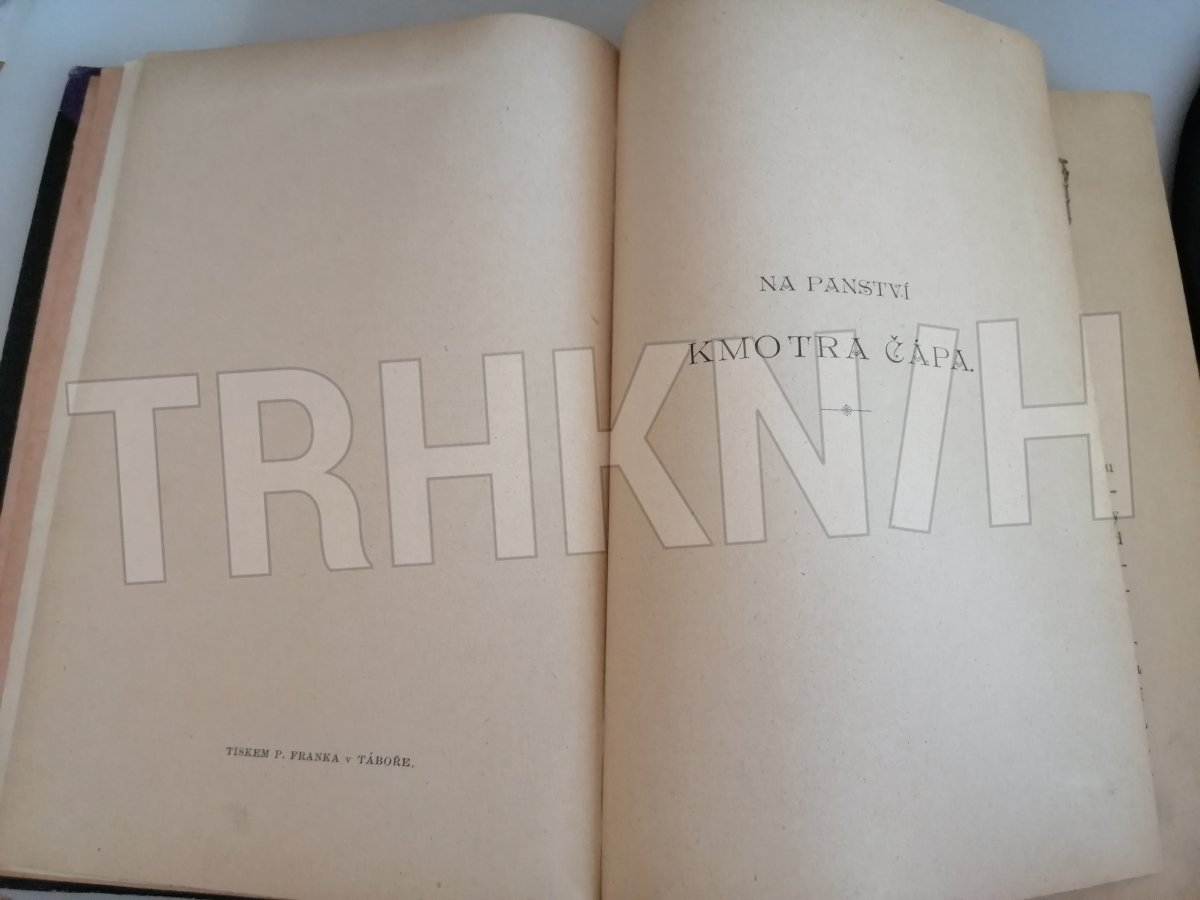 TISKEM P. FRANKA v TÁBOŘE.
NA PANSTVÍ
KMOTRA ČÁPA.
TRHKNIH